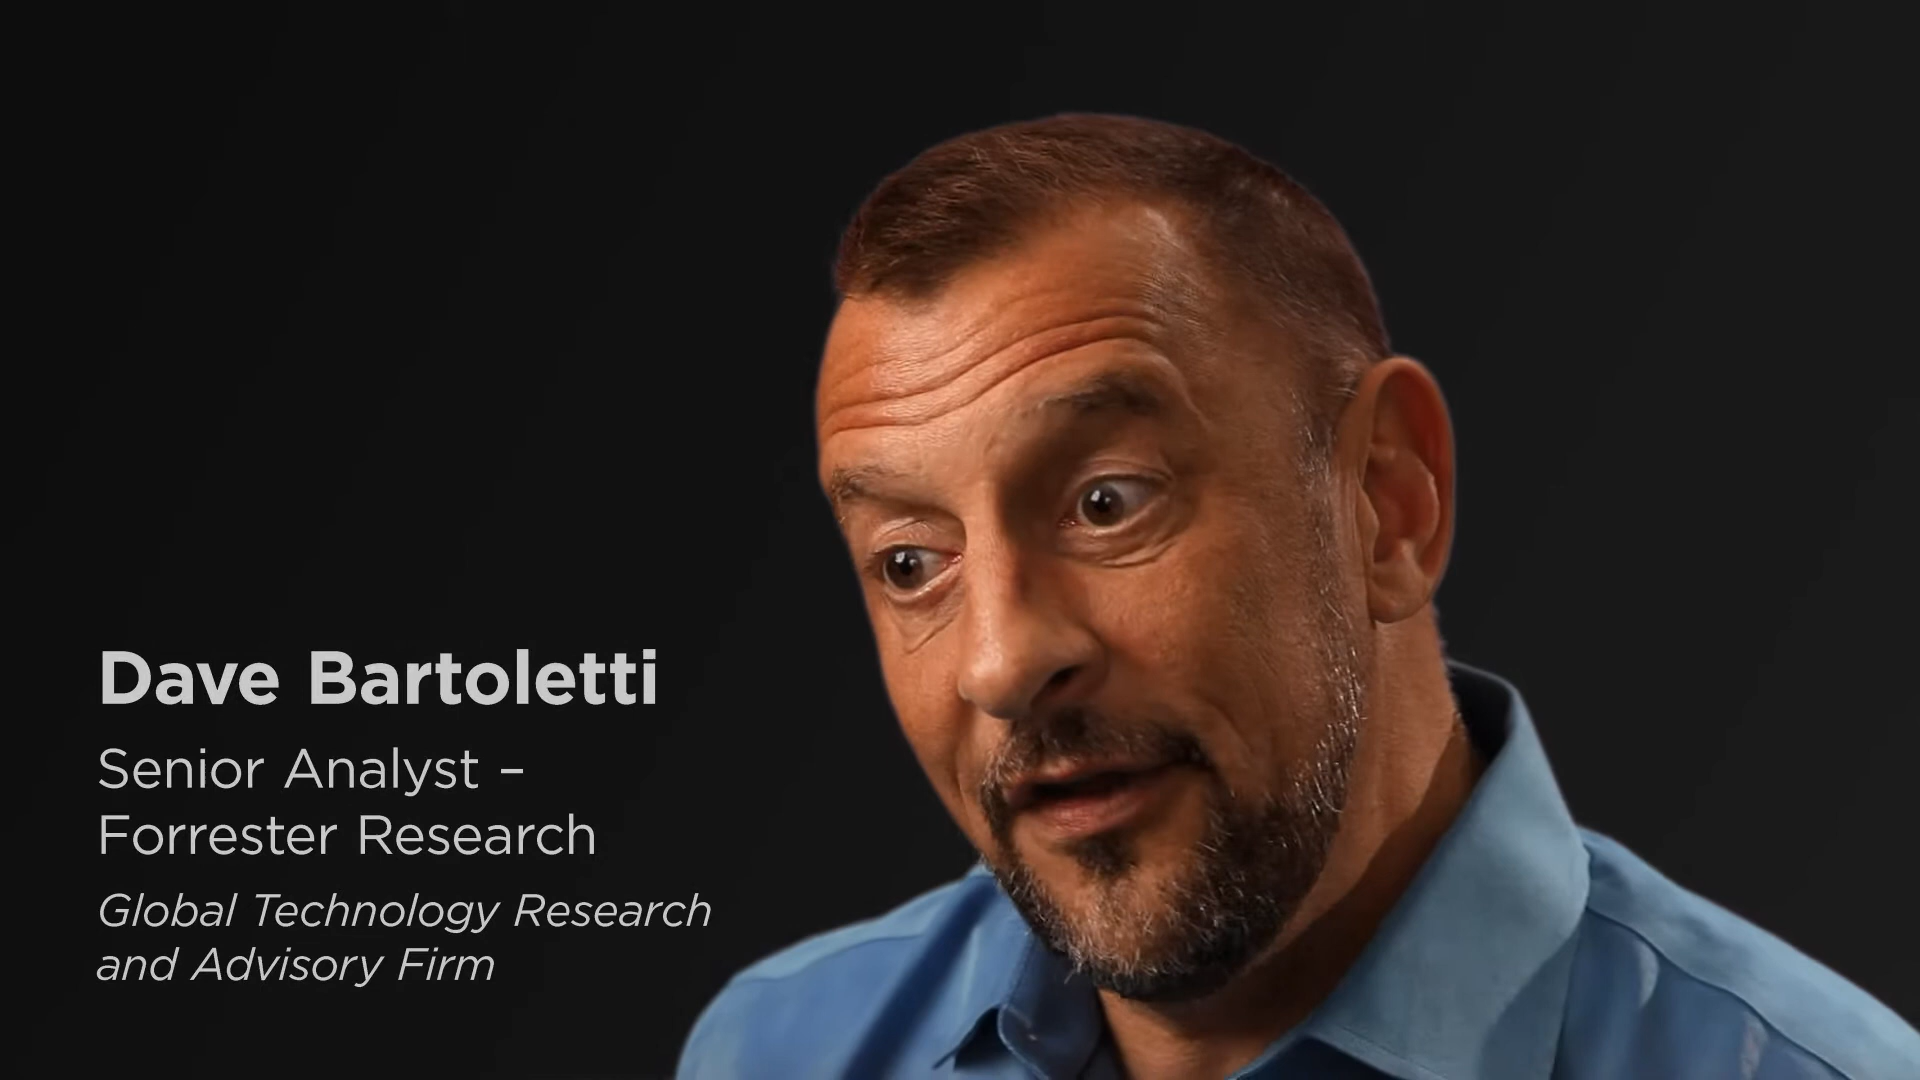 Dave Bartoletti
Senior Analyst –
Forrester Research
Global Technology Research
and Advisory Firm